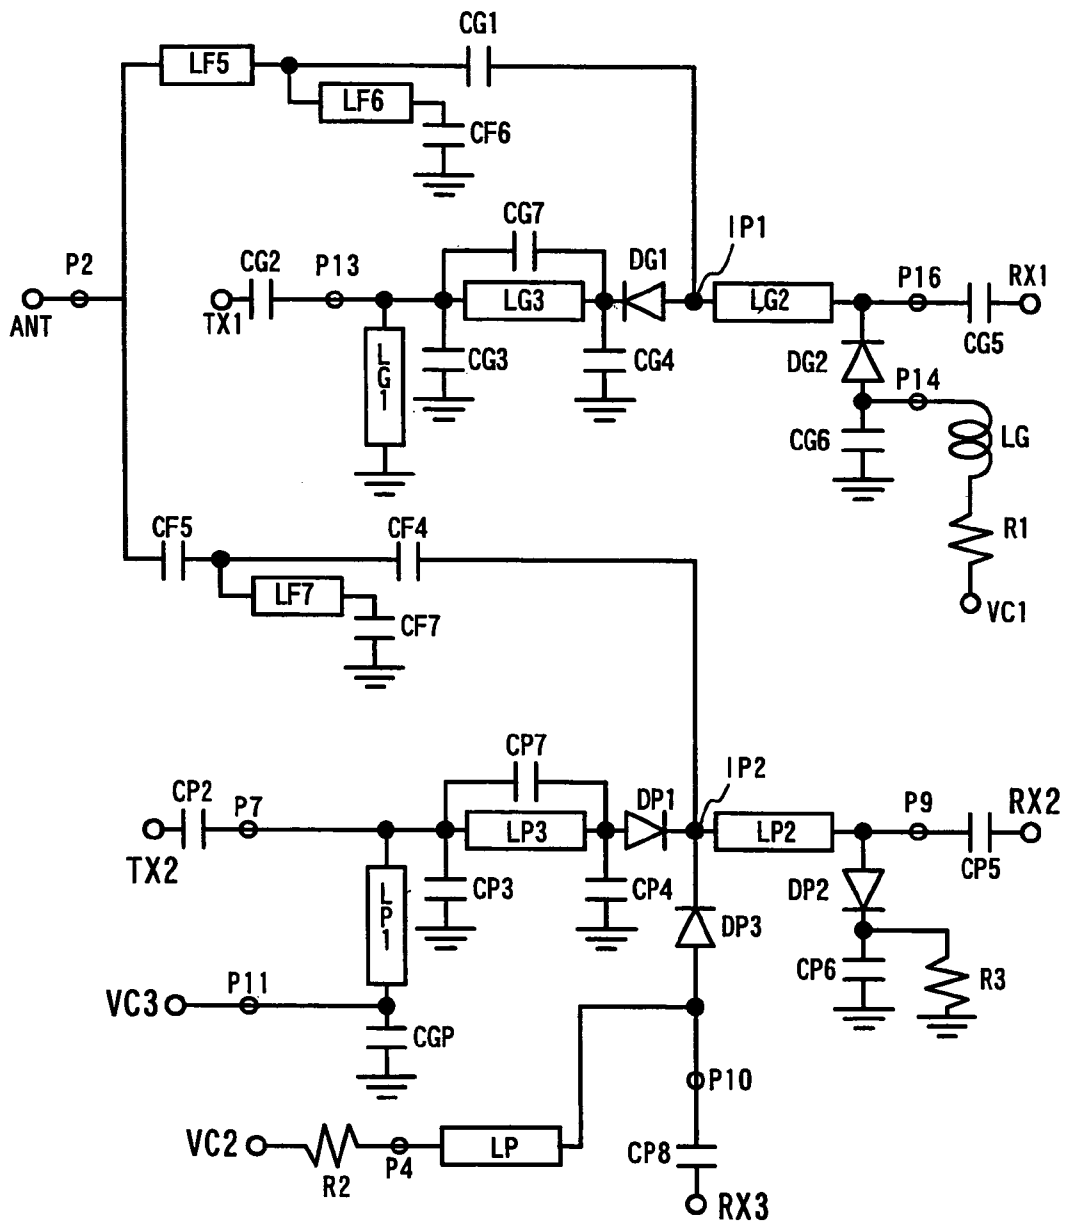 CG1
LF5
LF6
CF6
CG7
IP1
P2
CG2
P13
DG1
P16
RX1
ANT
TX1
LG3
LG2
CG5
LG1
CG3
CG4
DG2
P14
CG6
LG
R1
VC1
CF5
CF4
LF7
CF7
CP7
IP2
CP2
P7
DP1
P9
RX2
TX2
LP3
LP2
CP5
LP1
CP3
CP4
DP2
DP3
CP6
R3
VC3
P11
CGP
P10
VC2
R2
P4
LP
CP8
RX3